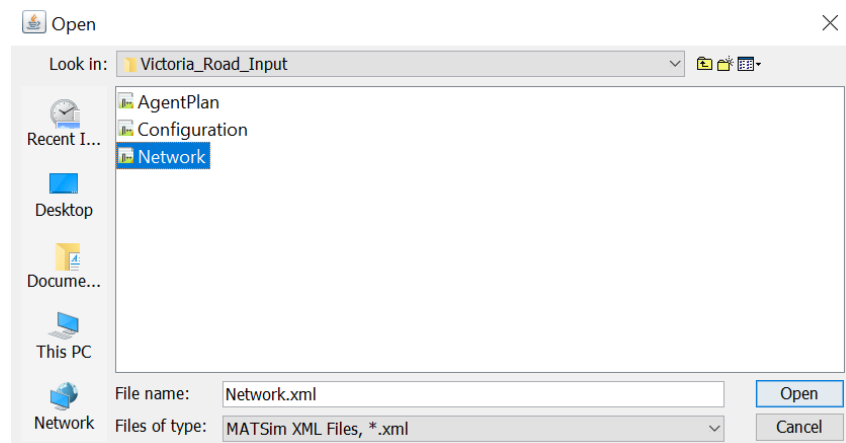 Open
Look in: Victoria_Road_Input
AgentPlan
Configuration
Network
Recent I...
Desktop
Docume...
This PC
Network
File name: Network.xml
Open
Files of type: MATSim XML Files, *.xml
Cancel